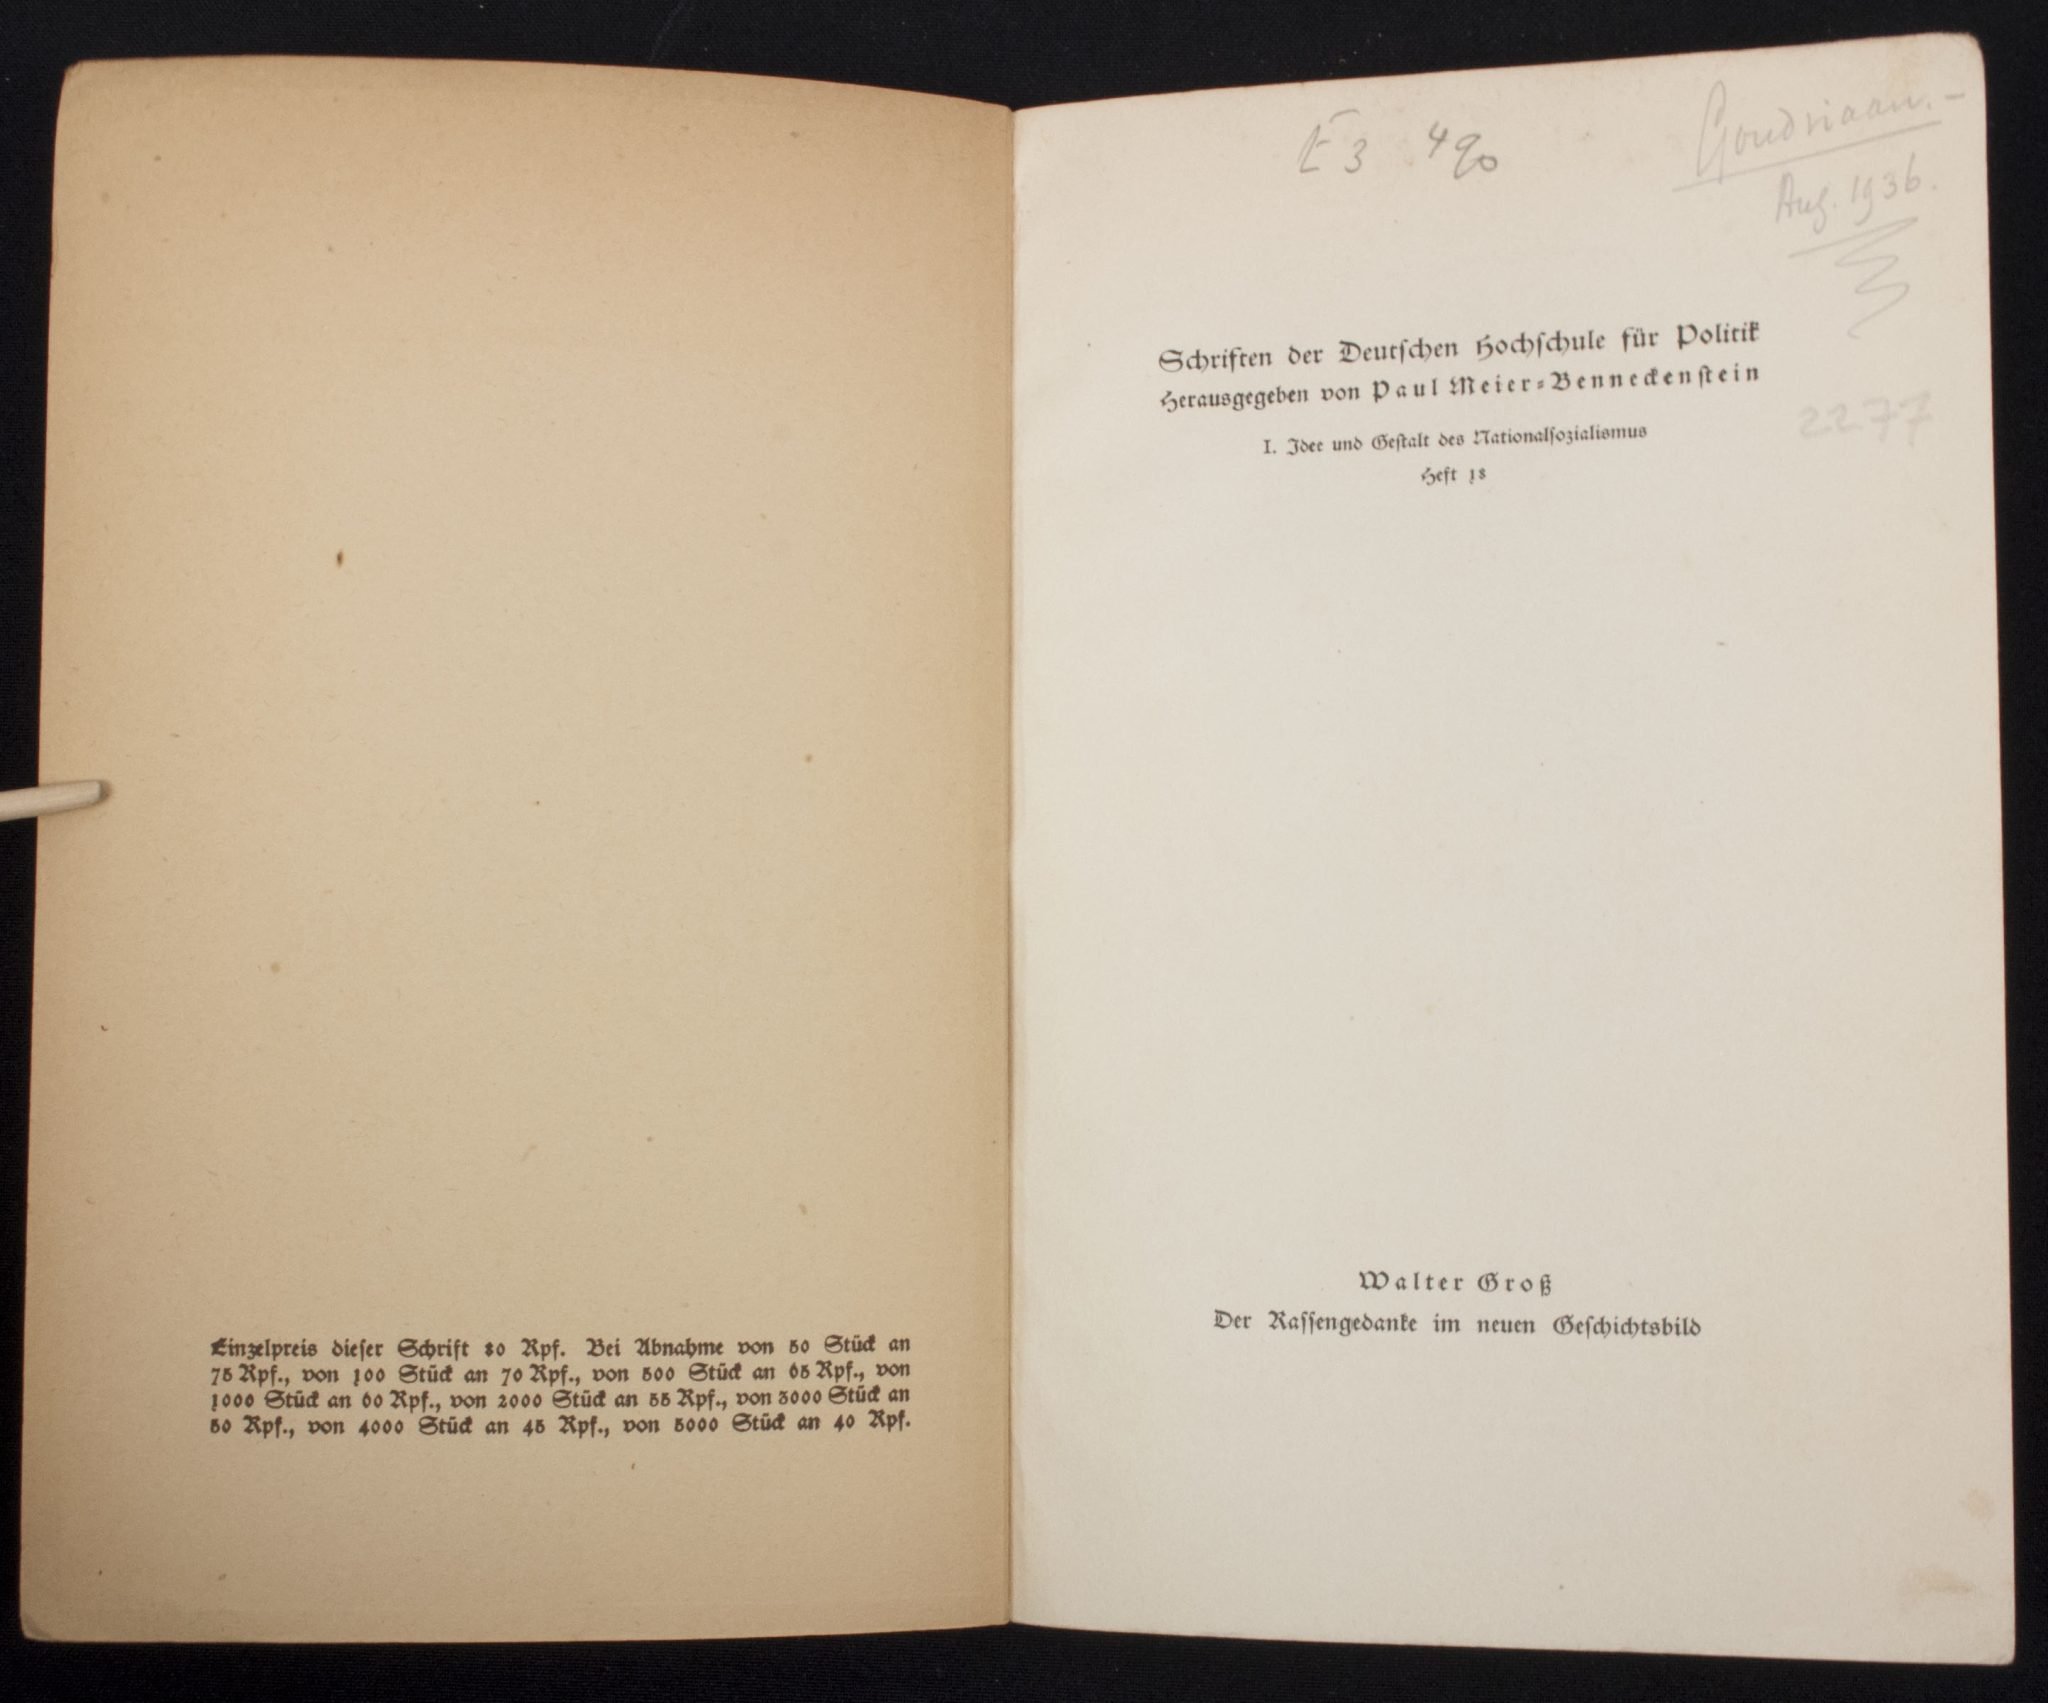 Einzelpreis dieser Schrift 80 Rpf. Bei Abnahme von 50 Stück an
75 Rpf., von 100 Stück an 70 Rpf., von 500 Stück an 65 Rpf., von
1000 Stück an 60 Rpf., von 2000 Stück an 55 Rpf., von 3000 Stück an
50 Rpf., von 4000 Stück an 45 Rpf., von 5000 Stück an 40 Rpf.
E 3 490
Goudriaan.-
Aug. 1936.
Schriften der Deutschen Hochschule für Politik
Herausgegeben von Paul Meier-Benneckenstein
2277
I. Idee und Gestalt des Nationalsozialismus
Heft 18
Walter Groß
Der Rassengedanke im neuen Geschichtsbild